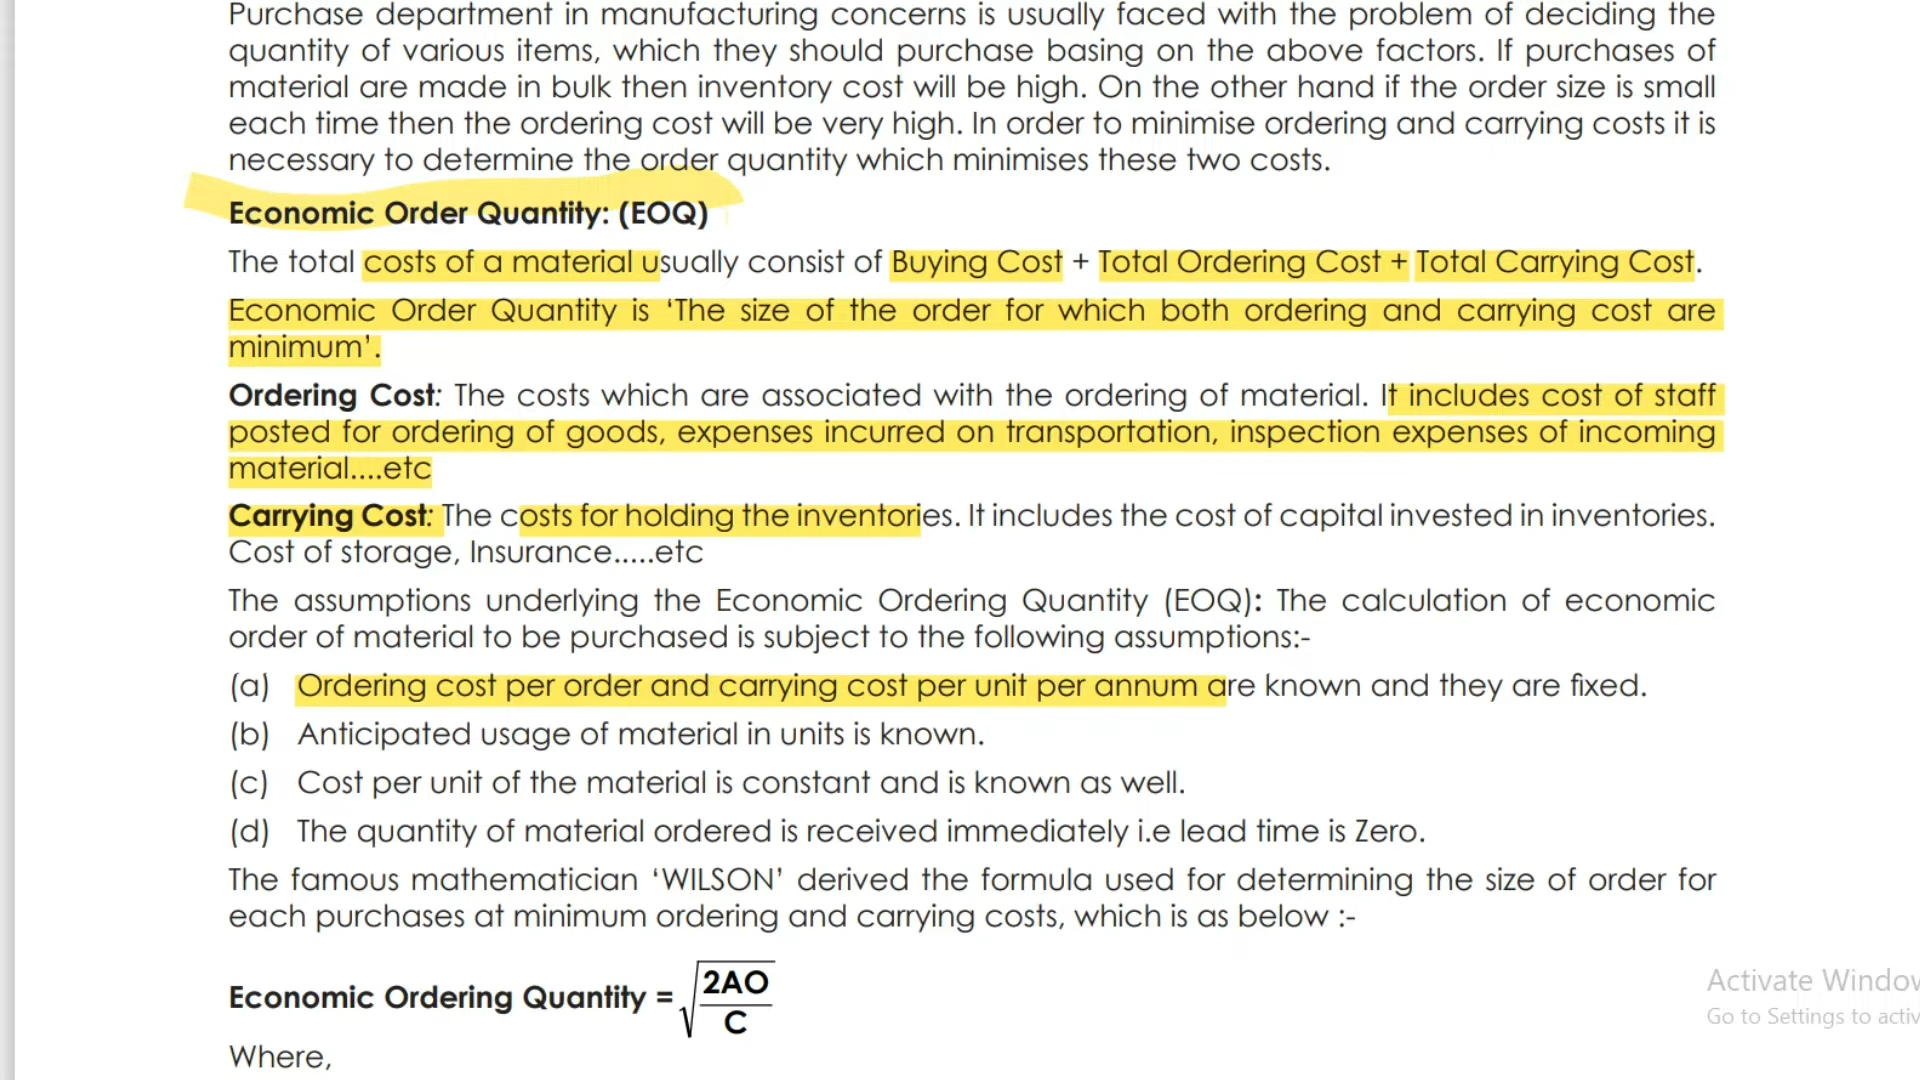 Purchase department in manufacturing concerns is usually faced with the problem of deciding the
quantity of various items, which they should purchase basing on the above factors. If purchases of
material are made in bulk then inventory cost will be high. On the other hand if the order size is small
each time then the ordering cost will be very high. In order to minimise ordering and carrying costs it is
necessary to determine the order quantity which minimises these two costs.
Economic Order Quantity: (EOQ)
The total costs of a material usually consist of Buying Cost + Total Ordering Cost + Total Carrying Cost.
Economic Order Quantity is ‘The size of the order for which both ordering and carrying cost are
minimum’.
Ordering Cost: The costs which are associated with the ordering of material. It includes cost of staff
posted for ordering of goods, expenses incurred on transportation, inspection expenses of incoming
material....etc
Carrying Cost: The costs for holding the inventories. It includes the cost of capital invested in inventories.
Cost of storage, Insurance.....etc
The assumptions underlying the Economic Ordering Quantity (EOQ): The calculation of economic
order of material to be purchased is subject to the following assumptions:-
(a) Ordering cost per order and carrying cost per unit per annum are known and they are fixed.
(b) Anticipated usage of material in units is known.
(c) Cost per unit of the material is constant and is known as well.
(d) The quantity of material ordered is received immediately i.e lead time is Zero.
The famous mathematician ‘WILSON’ derived the formula used for determining the size of order for
each purchases at minimum ordering and carrying costs, which is as below :-
Economic Ordering Quantity = √2AO/C
Where,
Activate Window
Go to Settings to activ